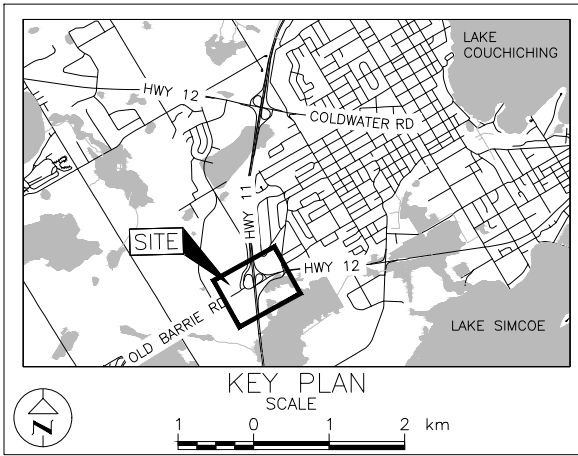 LAKE
COUCHICHING
HWY 12
COLDWATER RD
HWY 11
SITE
HWY 12
OLD BARRIE RD
LAKE SIMCOE
KEY PLAN
SCALE
N
1 0 1 2 km